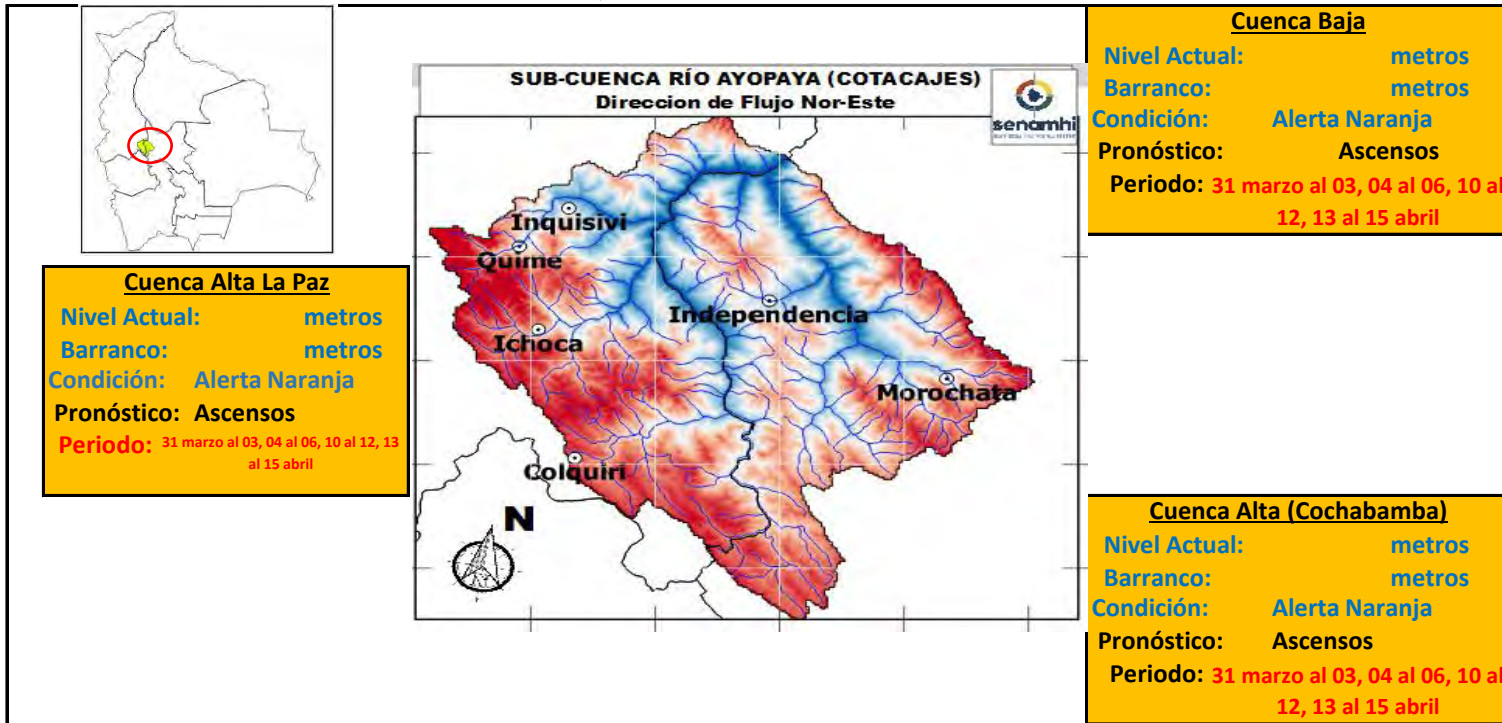 SUB-CUENCA RÍO AYOPAYA (COTACAJES)
Direccion de Flujo Nor-Este
senamhi
Inquisivi
Quime
Independencia
Ichoca
Morochata
Colquiri
N
Cuenca Alta La Paz
Nivel Actual: metros
Barranco: metros
Condición: Alerta Naranja
Pronóstico: Ascensos
Periodo: 31 marzo al 03, 04 al 06, 10 al 12, 13
al 15 abril
Cuenca Baja
Nivel Actual: metros
Barranco: metros
Condición: Alerta Naranja
Pronóstico: Ascensos
Periodo: 31 marzo al 03, 04 al 06, 10 al
12, 13 al 15 abril
Cuenca Alta (Cochabamba)
Nivel Actual: metros
Barranco: metros
Condición: Alerta Naranja
Pronóstico: Ascensos
Periodo: 31 marzo al 03, 04 al 06, 10 al
12, 13 al 15 abril